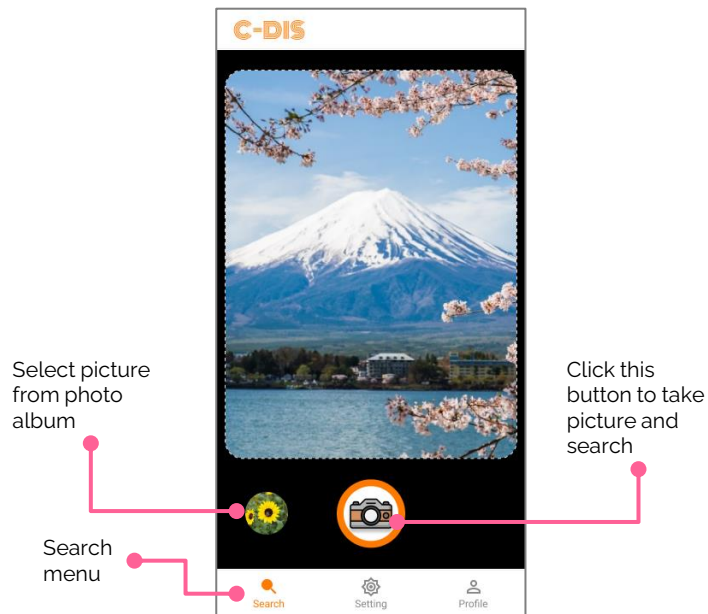 C-DIS
Select picture
from photo
album
Click this
button to take
picture and
search
Search
menu
Search
Setting
Profile